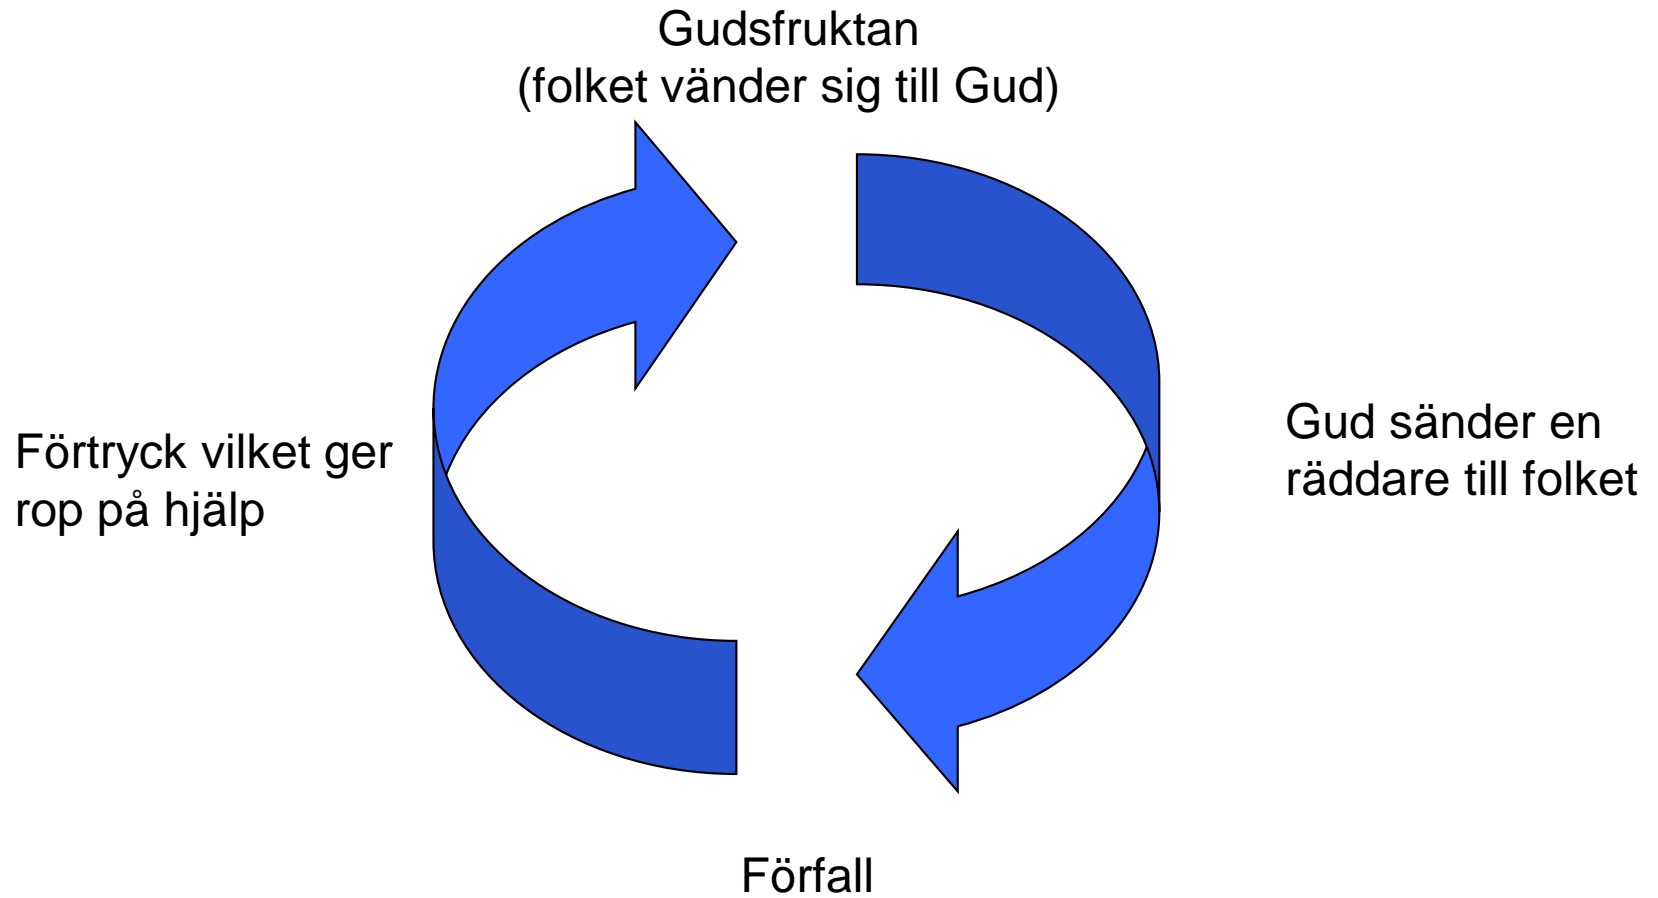 Gudsfruktan
(folket vänder sig till Gud)
Gud sänder en
räddare till folket
Förtryck vilket ger
rop på hjälp
Förfall